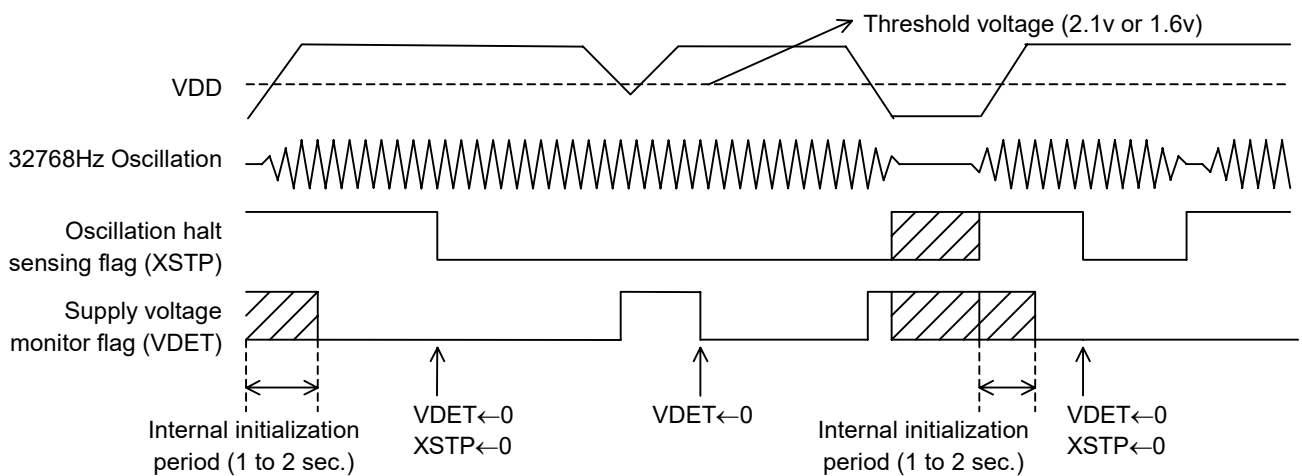 Threshold voltage (2.1v or 1.6v)
VDD
32768Hz Oscillation
Oscillation halt
sensing flag (XSTP)
Supply voltage
monitor flag (VDET)
Internal initialization
period (1 to 2 sec.)
VDET←0
XSTP←0
VDET←0
Internal initialization
period (1 to 2 sec.)
VDET←0
XSTP←0